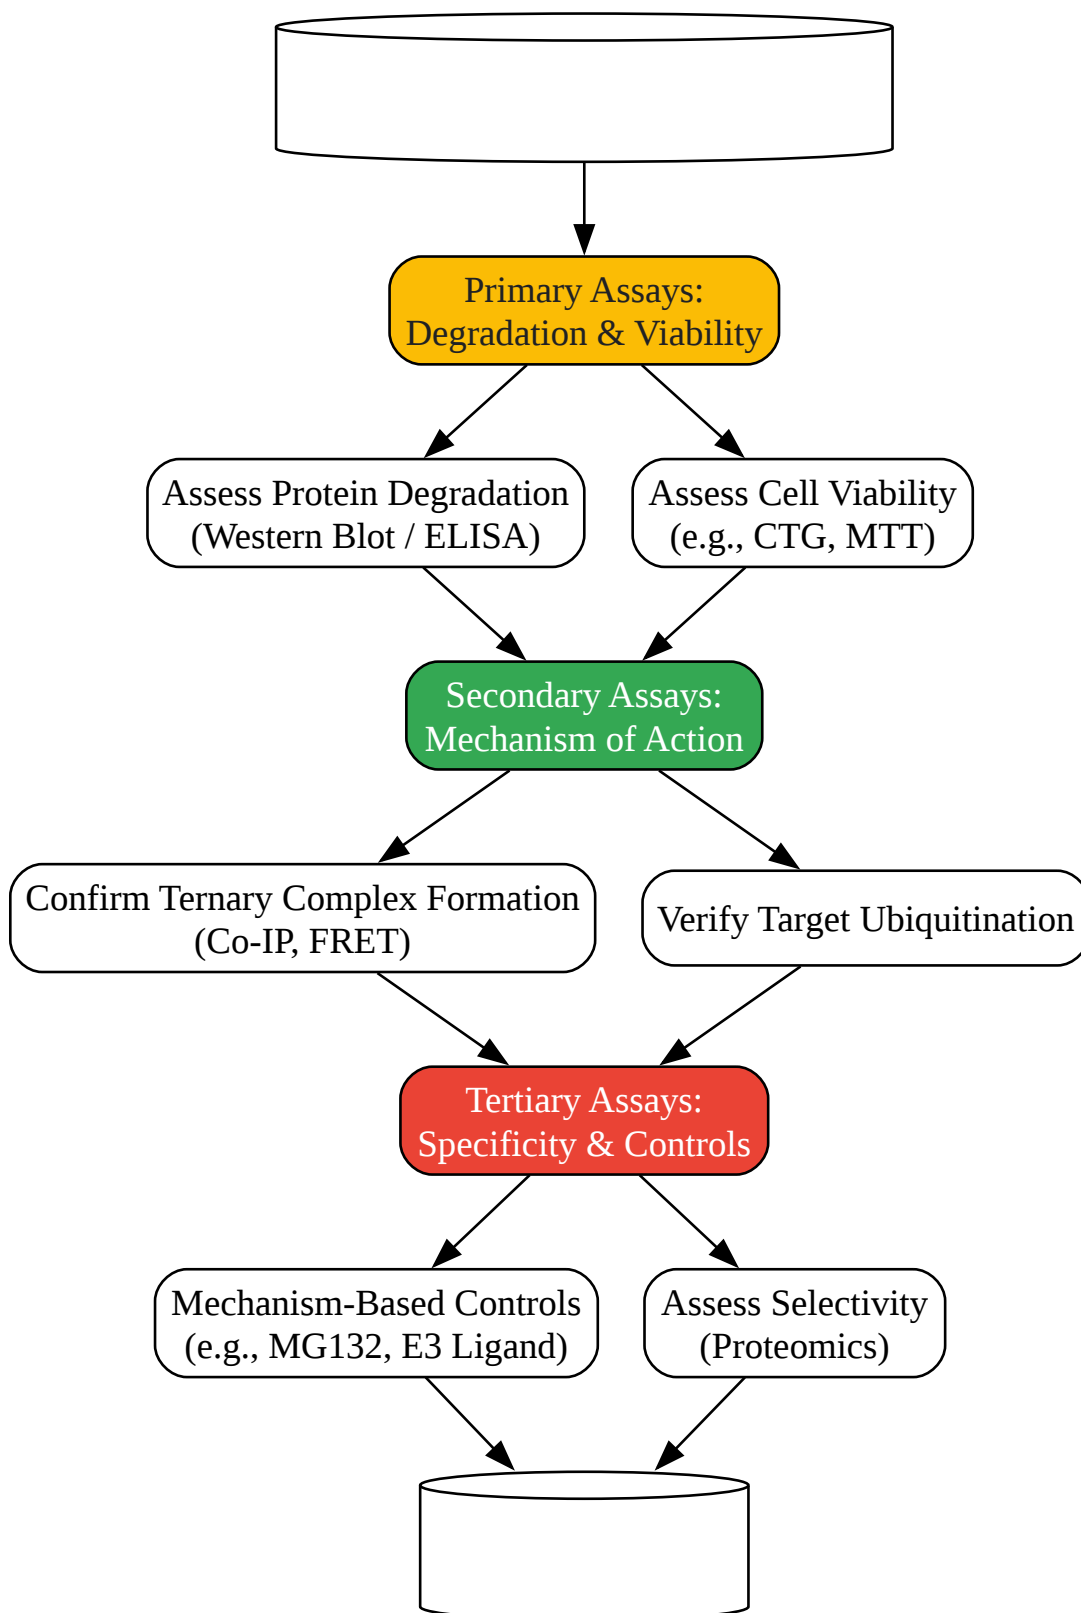 Primary Assays:
Degradation & Viability
Assess Protein Degradation
(Western Blot / ELISA)
Assess Cell Viability
(e.g., CTG, MTT)
Secondary Assays:
Mechanism of Action
Confirm Ternary Complex Formation
(Co-IP, FRET)
Verify Target Ubiquitination
Tertiary Assays:
Specificity & Controls
Mechanism-Based Controls
(e.g., MG132, E3 Ligand)
Assess Selectivity
(Proteomics)